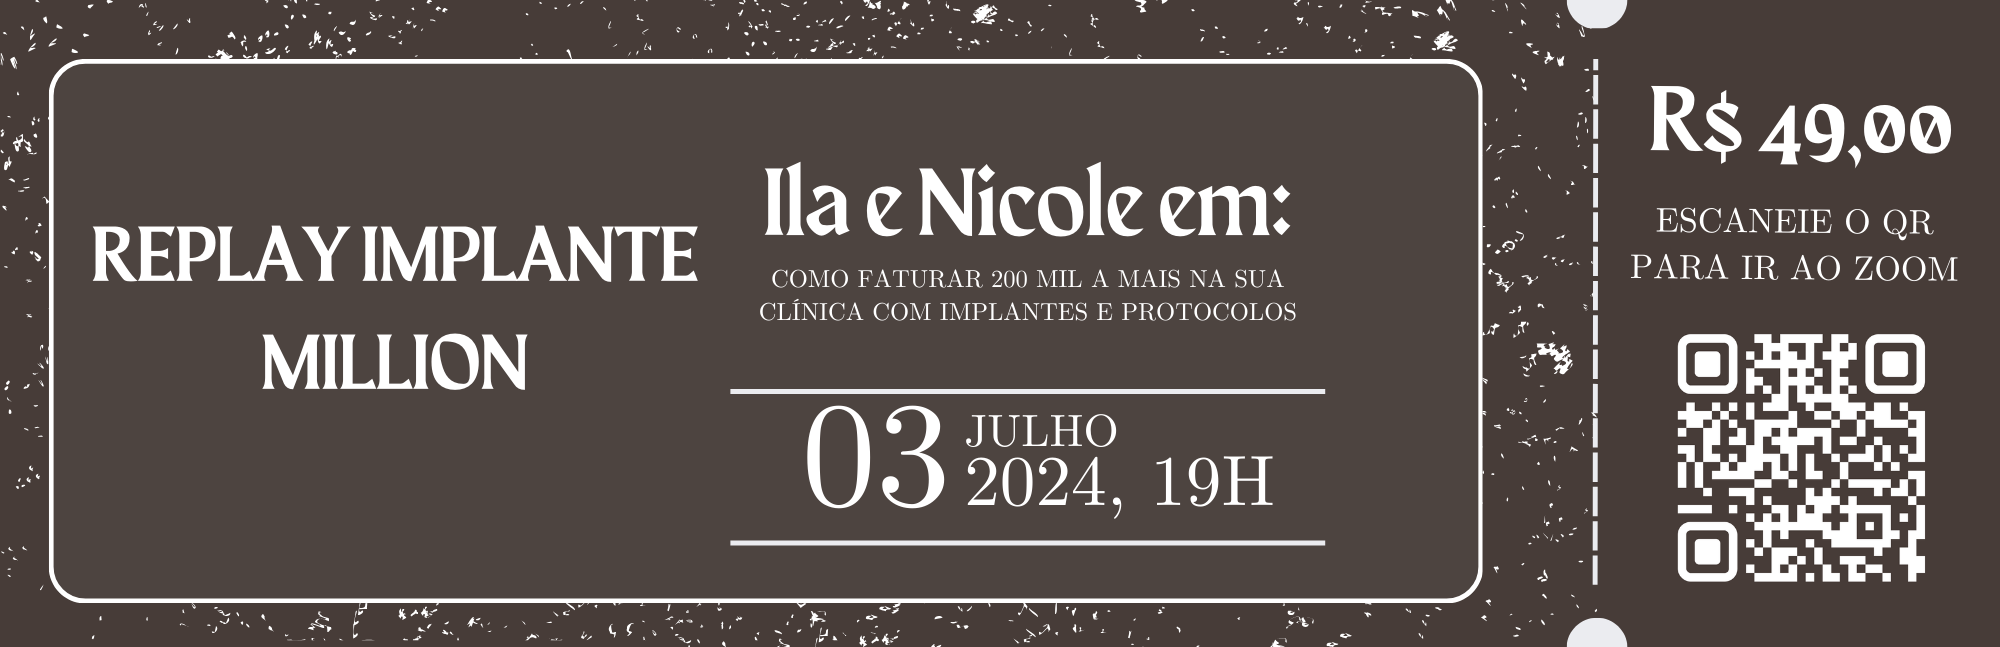 REPLAY IMPLANTE
MILLION
Ila e Nicole em:
COMO FATURAR 200 MIL A MAIS NA SUA
CLÍNICA COM IMPLANTES E PROTOCOLOS
03 JULHO
2024, 19H
R$ 49,00
ESCANEIE O QR
PARA IR AO ZOOM